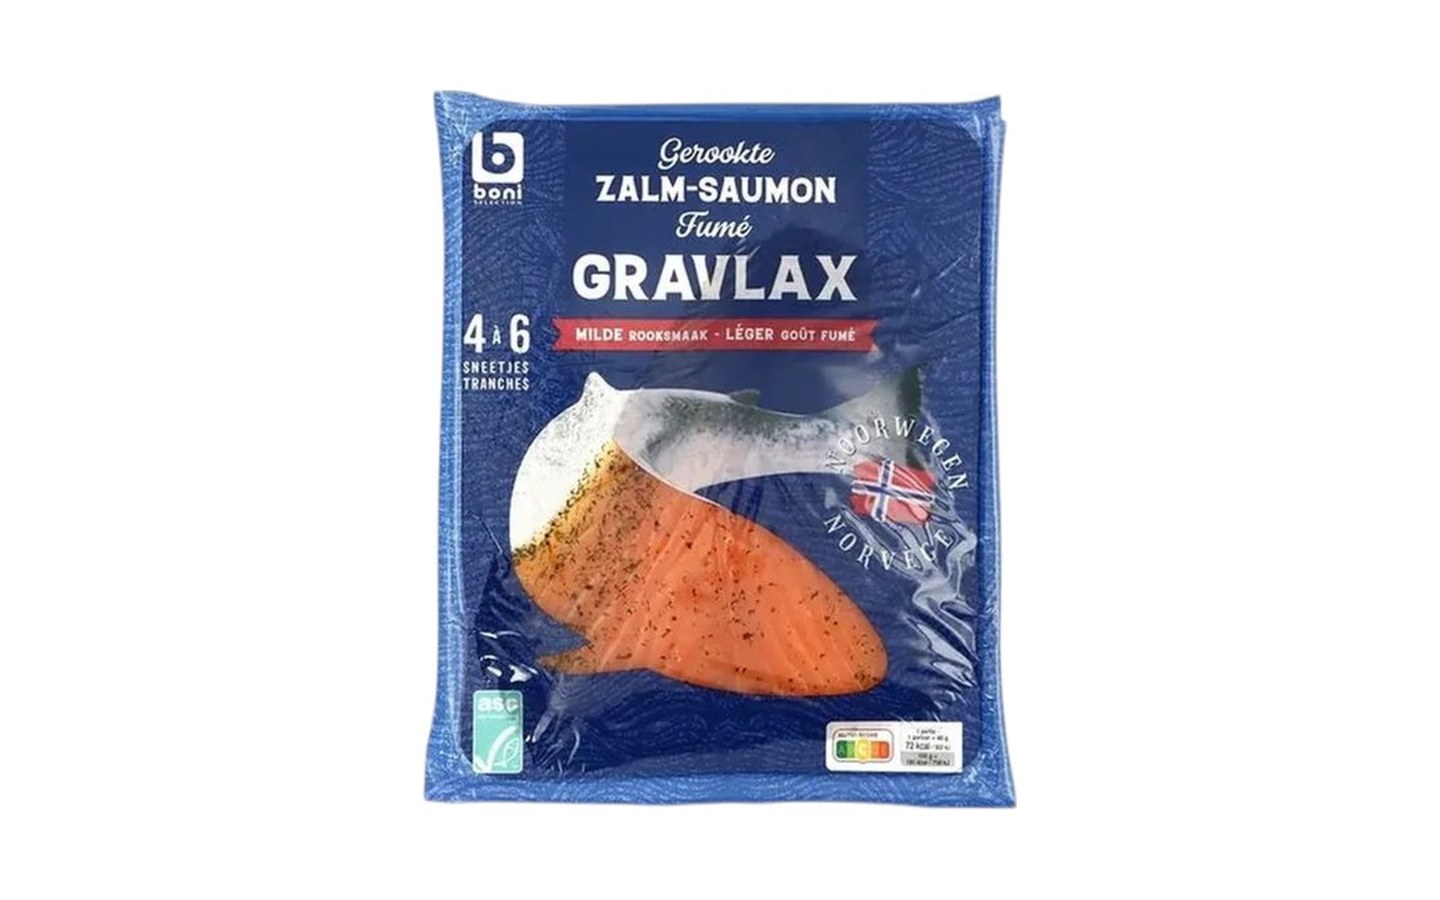 boni
SELECTION
Gerookte
ZALM-SAUMON
Fumé
GRAVLAX
MILDE ROOKSMAAK - LÉGER GOÛT FUMÉ
4 À 6
SNEETJES
TRANCHES
NOORWEGEN
NORVÈGE
asc
NUTRI-SCORE
72 kcal